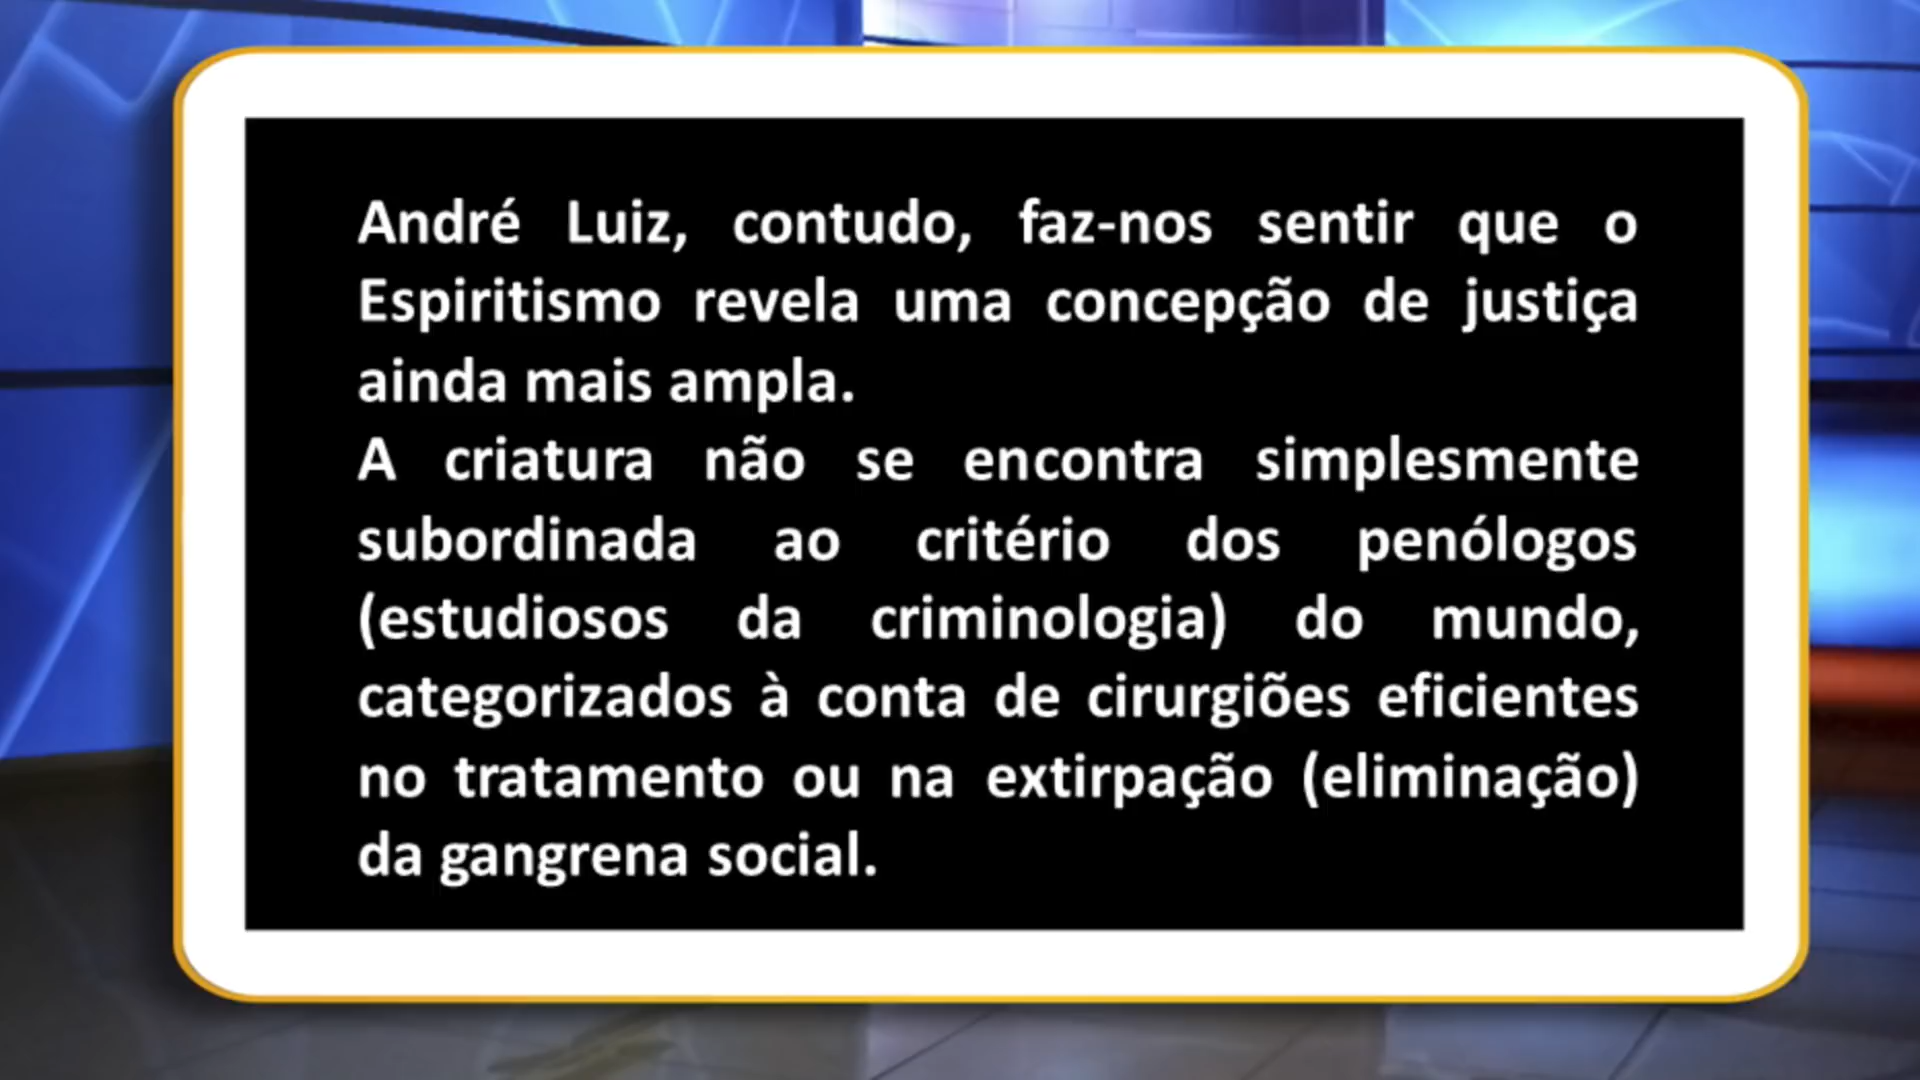 André Luiz, contudo, faz-nos sentir que o
Espiritismo revela uma concepção de justiça
ainda mais ampla.
A criatura não se encontra simplesmente
subordinada ao critério dos penólogos
(estudiosos da criminologia) do mundo,
categorizados à conta de cirurgiões eficientes
no tratamento ou na extirpação (eliminação)
da gangrena social.